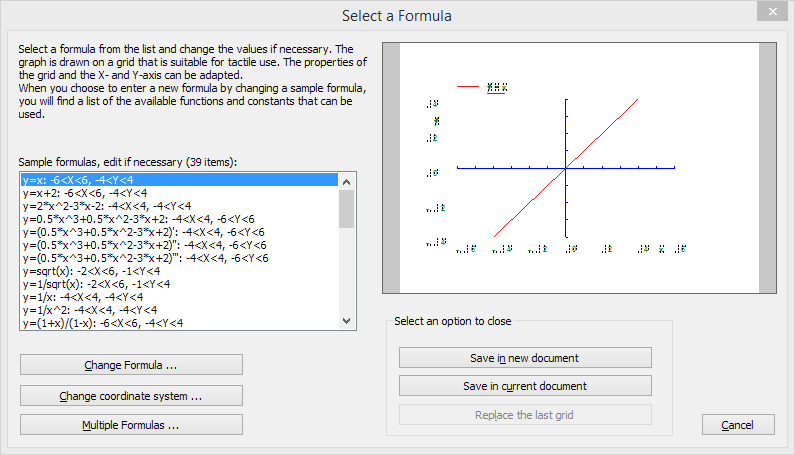 Select a Formula
Select a formula from the list and change the values if necessary. The
graph is drawn on a grid that is suitable for tactile use. The properties of
the grid and the X- and Y-axis can be adapted.
When you choose to enter a new formula by changing a sample formula,
you will find a list of the available functions and constants that can be
used.
Sample formulas, edit if necessary (39 items):
y=x: -6<X<6, -4<Y<4
y=x+2: -6<X<6, -4<Y<4
y=2*x^2-3*x-2: -4<X<4, -4<Y<4
y=0.5*x^3+0.5*x^2-3*x+2: -4<X<4, -6<Y<6
y=(0.5*x^3+0.5*x^2-3*x+2)': -4<X<4, -6<Y<6
y=(0.5*x^3+0.5*x^2-3*x+2)'': -4<X<4, -6<Y<6
y=(0.5*x^3+0.5*x^2-3*x+2)''': -4<X<4, -6<Y<6
y=sqrt(x): -2<X<6, -1<Y<4
y=1/sqrt(x): -2<X<6, -1<Y<4
y=1/x: -4<X<4, -4<Y<4
y=1/x^2: -4<X<4, -4<Y<4
y=(1+x)/(1-x): -6<X<6, -4<Y<4
Change Formula ...
Change coordinate system ...
Multiple Formulas ...
Select an option to close
Save in new document
Save in current document
Replace the last grid
Cancel